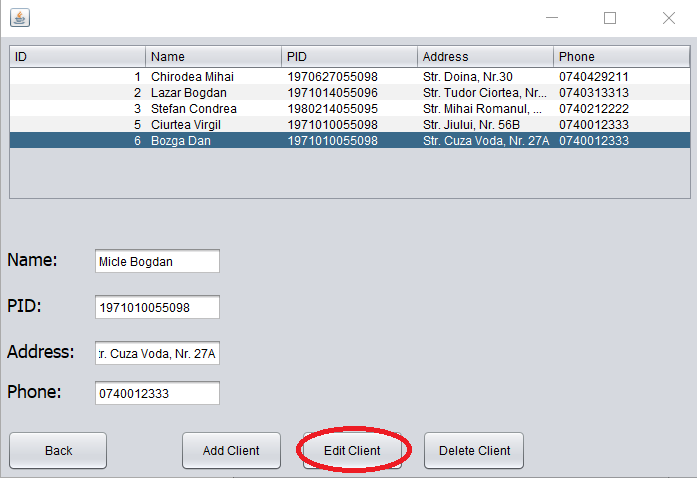 ID Name PID Address Phone
1 Chirodea Mihai 1970627055098 Str. Doina, Nr.30 0740429211
2 Lazar Bogdan 1971014055096 Str. Tudor Ciortea, Nr... 0740313313
3 Stefan Condrea 1980214055095 Str. Mihai Romanul, ... 0740212222
5 Ciurtea Virgil 1971010055098 Str. Jiului, Nr. 56B 0740012333
6 Bozga Dan 1971010055098 Str. Cuza Voda, Nr. 27A 0740012333
Name: Micle Bogdan
PID: 1971010055098
Address: tr. Cuza Voda, Nr. 27A
Phone: 0740012333
Back Add Client Edit Client Delete Client